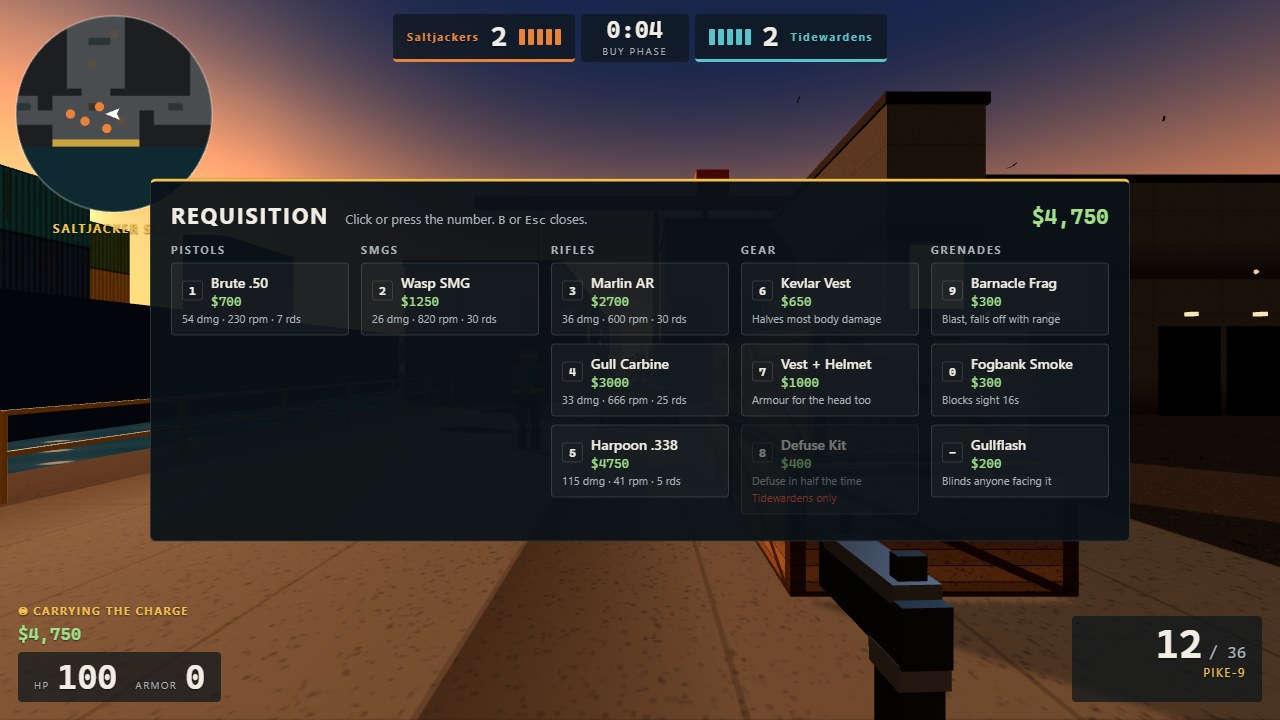 Saltjackers 2
0:04
BUY PHASE
2 Tidewardens
SALTJACKER
REQUISITION Click or press the number. B or Esc closes. $4,750
PISTOLS
1 Brute .50
$700
54 dmg · 230 rpm · 7 rds
SMGS
2 Wasp SMG
$1250
26 dmg · 820 rpm · 30 rds
RIFLES
3 Marlin AR
$2700
36 dmg · 600 rpm · 30 rds
4 Gull Carbine
$3000
33 dmg · 666 rpm · 25 rds
5 Harpoon .338
$4750
115 dmg · 41 rpm · 5 rds
GEAR
6 Kevlar Vest
$650
Halves most body damage
7 Vest + Helmet
$1000
Armour for the head too
8 Defuse Kit
$400
Defuse in half the time
Tidewardens only
GRENADES
9 Barnacle Frag
$300
Blast, falls off with range
0 Fogbank Smoke
$300
Blocks sight 16s
− Gullflash
$200
Blinds anyone facing it
CARRYING THE CHARGE
$4,750
HP 100 ARMOR 0
12 / 36
PIKE-9